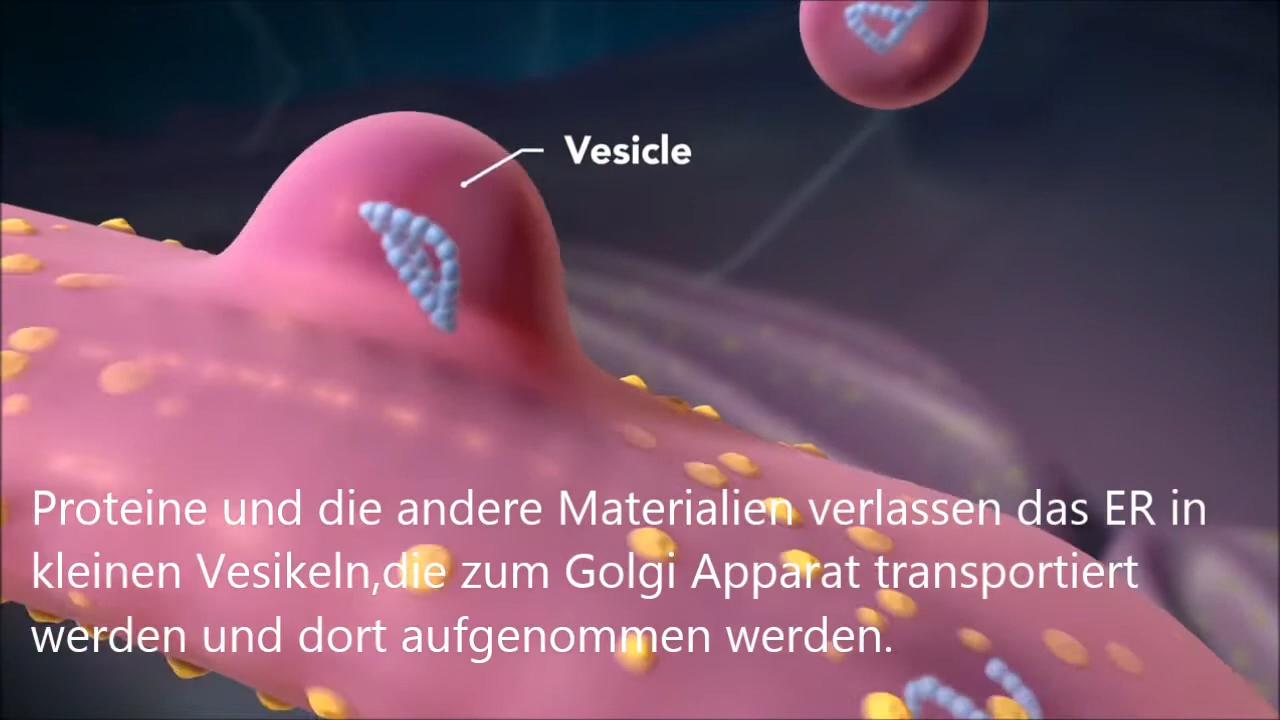 Vesicle
Proteine und die andere Materialien verlassen das ER in
kleinen Vesikeln,die zum Golgi Apparat transportiert
werden und dort aufgenommen werden.